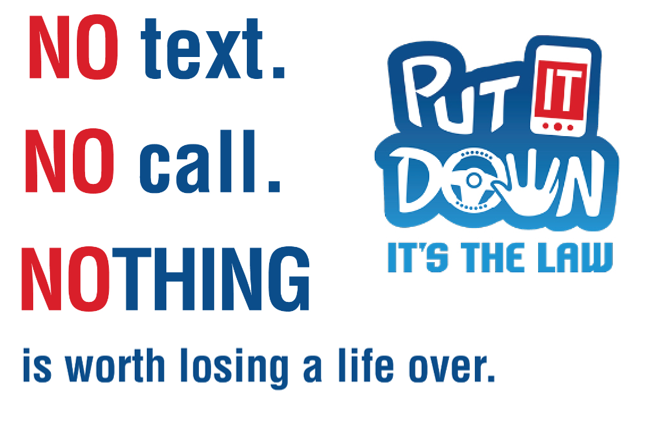 NO text.
NO call.
NOTHING
is worth losing a life over.
PUT IT
DOWN
IT'S THE LAW